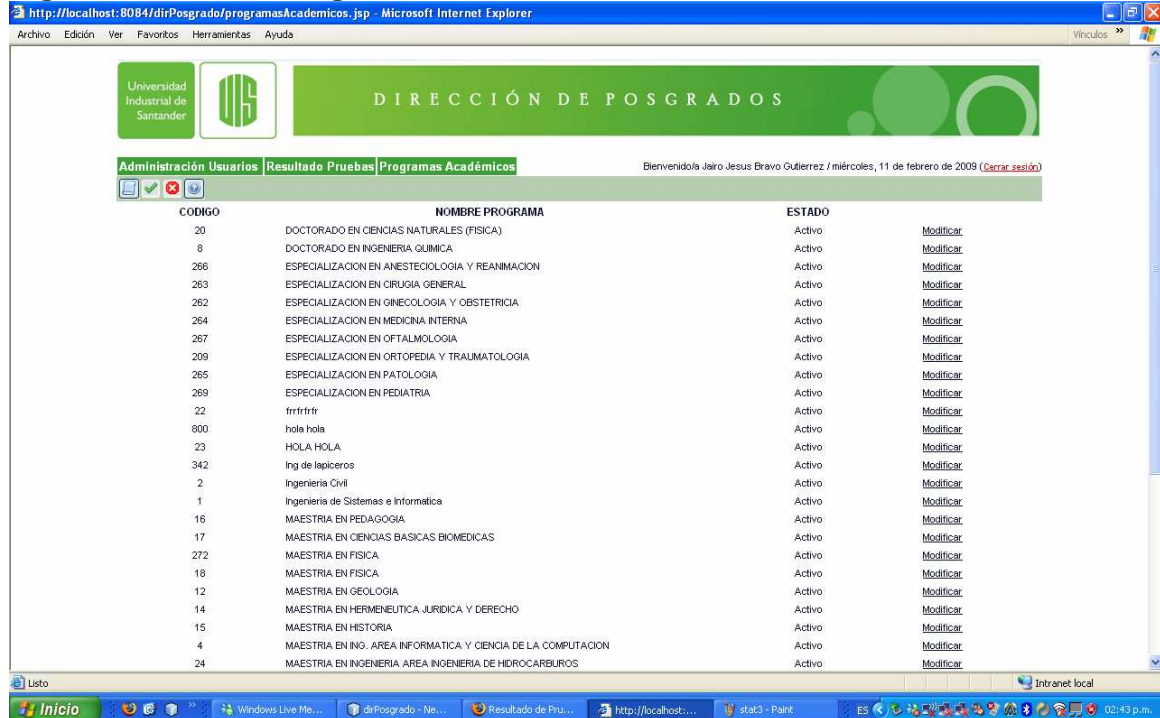 http://localhost:8084/dirPosgrado/programasAcademicos.jsp - Microsoft Internet Explorer
Archivo Edición Ver Favoritos Herramientas Ayuda Vínculos »
Universidad Industrial de Santander
UIS
DIRECCIÓN DE POSGRADOS
Administración Usuarios Resultado Pruebas Programas Académicos Bienvenido/a Jairo Jesus Bravo Gutierrez / miércoles, 11 de febrero de 2009 (Cerrar sesión)
CODIGO NOMBRE PROGRAMA ESTADO
20 DOCTORADO EN CIENCIAS NATURALES (FISICA) Activo Modificar
8 DOCTORADO EN INGENIERIA QUIMICA Activo Modificar
266 ESPECIALIZACION EN ANESTECIOLOGIA Y REANIMACION Activo Modificar
263 ESPECIALIZACION EN CIRUGIA GENERAL Activo Modificar
262 ESPECIALIZACION EN GINECOLOGIA Y OBSTETRICIA Activo Modificar
264 ESPECIALIZACION EN MEDICINA INTERNA Activo Modificar
267 ESPECIALIZACION EN OFTALMOLOGIA Activo Modificar
209 ESPECIALIZACION EN ORTOPEDIA Y TRAUMATOLOGIA Activo Modificar
265 ESPECIALIZACION EN PATOLOGIA Activo Modificar
269 ESPECIALIZACION EN PEDIATRIA Activo Modificar
22 frrfrfrfr Activo Modificar
800 hola hola Activo Modificar
23 HOLA HOLA Activo Modificar
342 Ing de lapiceros Activo Modificar
2 Ingenieria Civil Activo Modificar
1 Ingenieria de Sistemas e Informatica Activo Modificar
16 MAESTRIA EN PEDAGOGIA Activo Modificar
17 MAESTRIA EN CIENCIAS BASICAS BIOMEDICAS Activo Modificar
272 MAESTRIA EN FISICA Activo Modificar
18 MAESTRIA EN FISICA Activo Modificar
12 MAESTRIA EN GEOLOGIA Activo Modificar
14 MAESTRIA EN HERMENEUTICA JURIDICA Y DERECHO Activo Modificar
15 MAESTRIA EN HISTORIA Activo Modificar
4 MAESTRIA EN ING. AREA INFORMATICA Y CIENCIA DE LA COMPUTACION Activo Modificar
24 MAESTRIA EN INGENIERIA AREA INGENIERIA DE HIDROCARBUROS Activo Modificar
Listo Intranet local
Inicio » Windows Live Me... dirPosgrado - Ne... Resultado de Pru... http://localhost:... stat3 - Paint ES 02:43 p.m.